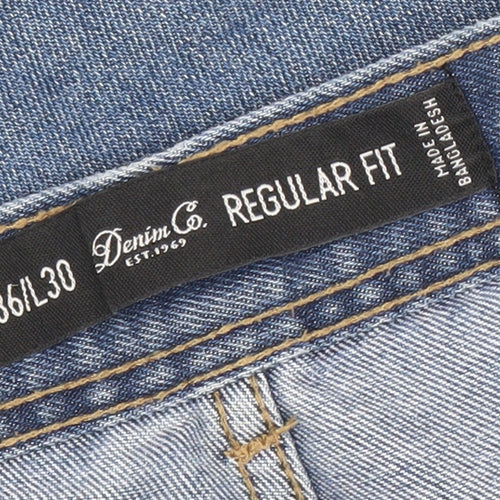 36/L30
Denim Co.
EST.1969
REGULAR FIT
MADE IN
BANGLADESH